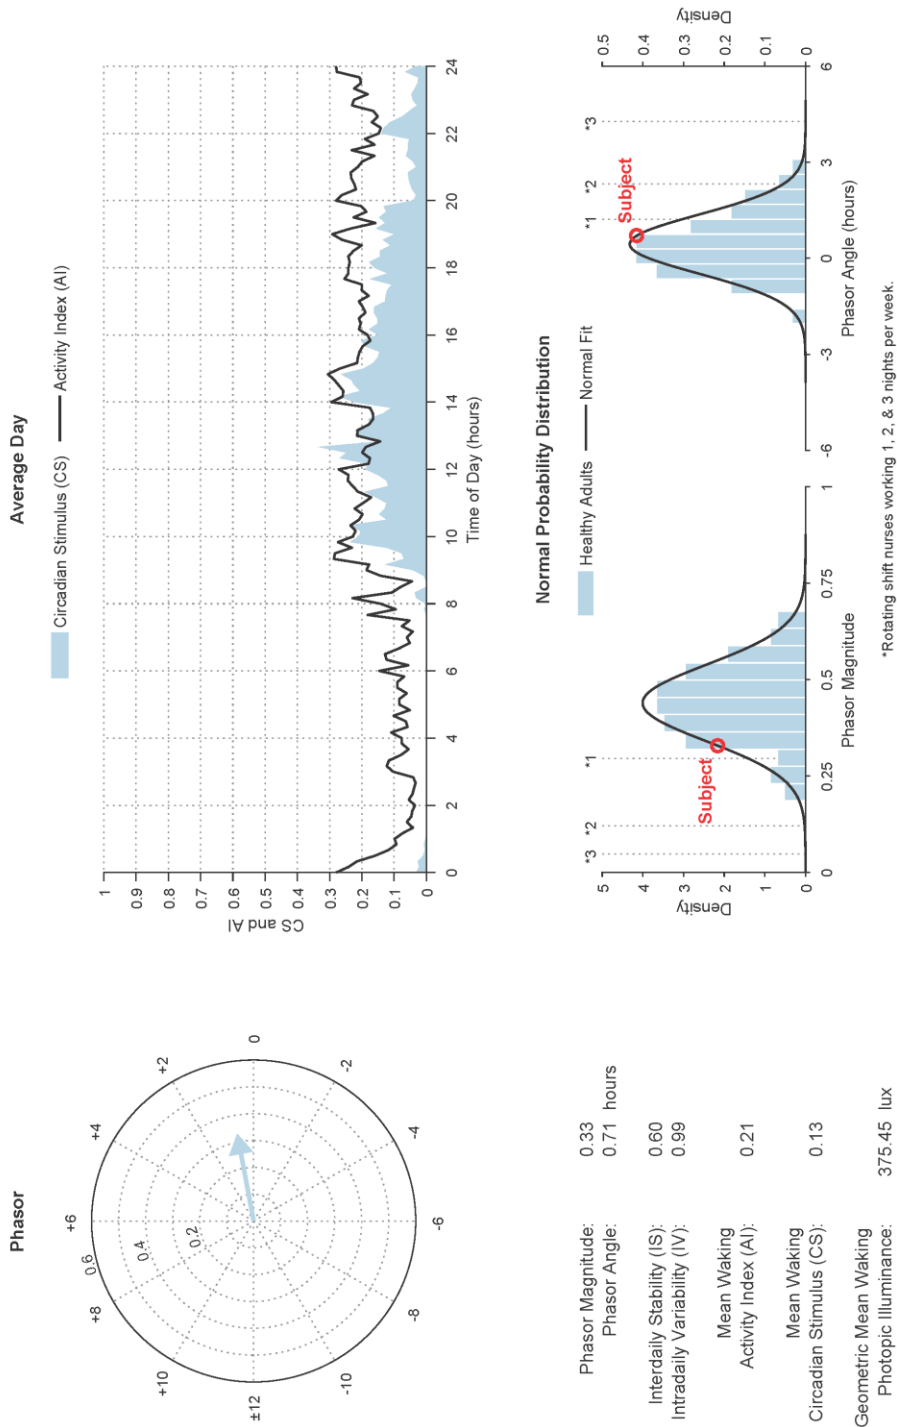 Phasor
+2
+4
+6
+8
+10
±12
-10
-8
-6
-4
-2
0
0.2
0.4
0.6
Average Day
Circadian Stimulus (CS)
Activity Index (AI)
CS and AI
1
0.9
0.8
0.7
0.6
0.5
0.4
0.3
0.2
0.1
0
0 2 4 6 8 10 12 14 16 18 20 22 24
Time of Day (hours)
Phasor Magnitude: 0.33
Phasor Angle: 0.71 hours
Interdaily Stability (IS): 0.60
Intradaily Variability (IV): 0.99
Mean Waking
Activity Index (AI): 0.21
Mean Waking
Circadian Stimulus (CS): 0.13
Geometric Mean Waking
Photopic Illuminance: 375.45 lux
Normal Probability Distribution
Healthy Adults
Normal Fit
Density
5
4
3
2
1
0
*3 *2 *1
Subject
0 0.25 0.5 0.75 1
Phasor Magnitude
*1 *2 *3
Subject
-6 -3 0 3 6
Phasor Angle (hours)
0.5
0.4
0.3
0.2
0.1
0
Density
*Rotating shift nurses working 1, 2, & 3 nights per week.